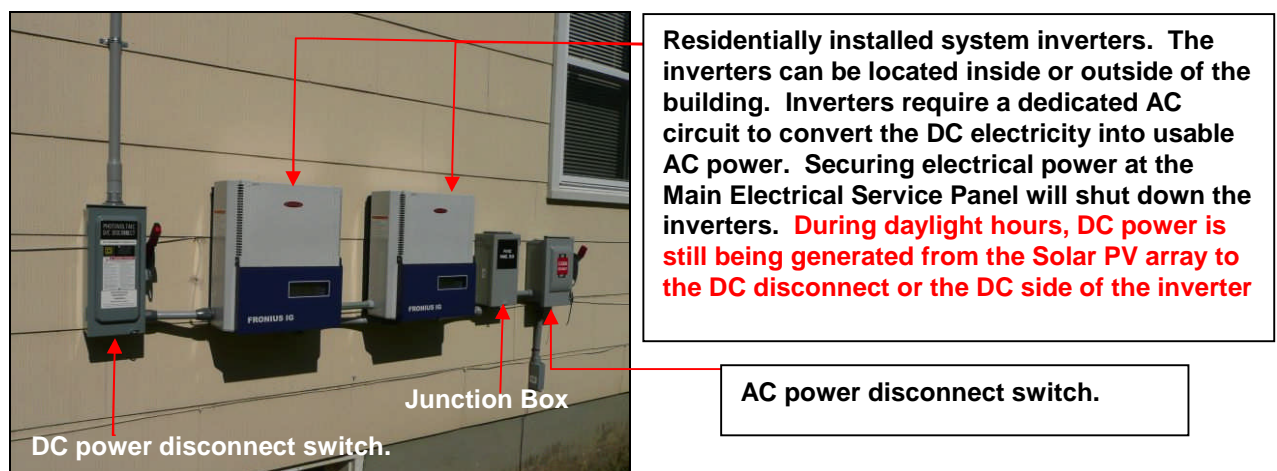 Residentially installed system inverters. The
inverters can be located inside or outside of the
building. Inverters require a dedicated AC
circuit to convert the DC electricity into usable
AC power. Securing electrical power at the
Main Electrical Service Panel will shut down the
inverters. During daylight hours, DC power is
still being generated from the Solar PV array to
the DC disconnect or the DC side of the inverter
PHOTOVOLTAIC
D/C DISCONNECT
FRONIUS IG
FRONIUS IG
Junction Box
AC power disconnect switch.
DC power disconnect switch.